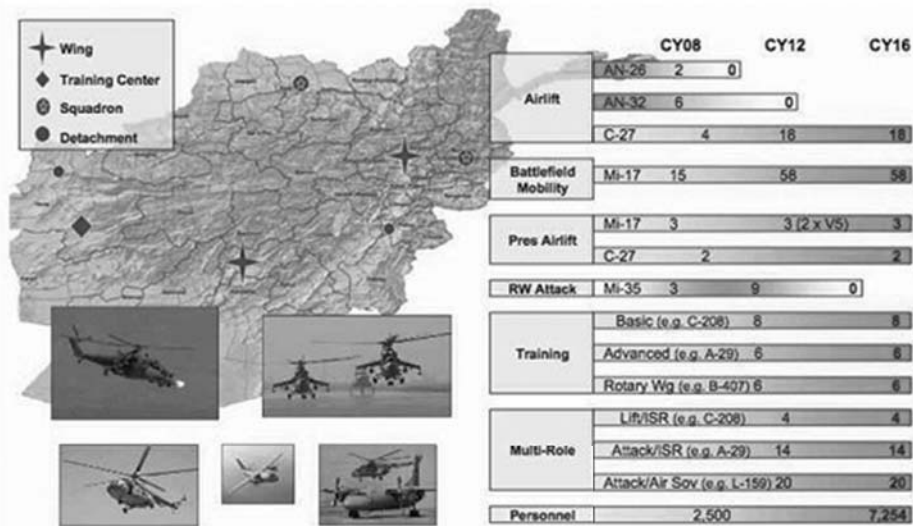 Wing
Training Center
Squadron
Detachment
CY08 CY12 CY16
Airlift
AN-26 2 0
AN-32 6 0
C-27 4 18 18
Battlefield Mobility
Mi-17 15 58 58
Pres Airlift
Mi-17 3 3 (2 x V5) 3
C-27 2 2
RW Attack
Mi-35 3 9 0
Training
Basic (e.g. C-208) 8 8
Advanced (e.g. A-29) 6 6
Rotary Wg (e.g. B-407) 6 6
Multi-Role
Lift/ISR (e.g. C-208) 4 4
Attack/ISR (e.g. A-29) 14 14
Attack/Air Sov (e.g. L-159) 20 20
Personnel 2,500 7,254